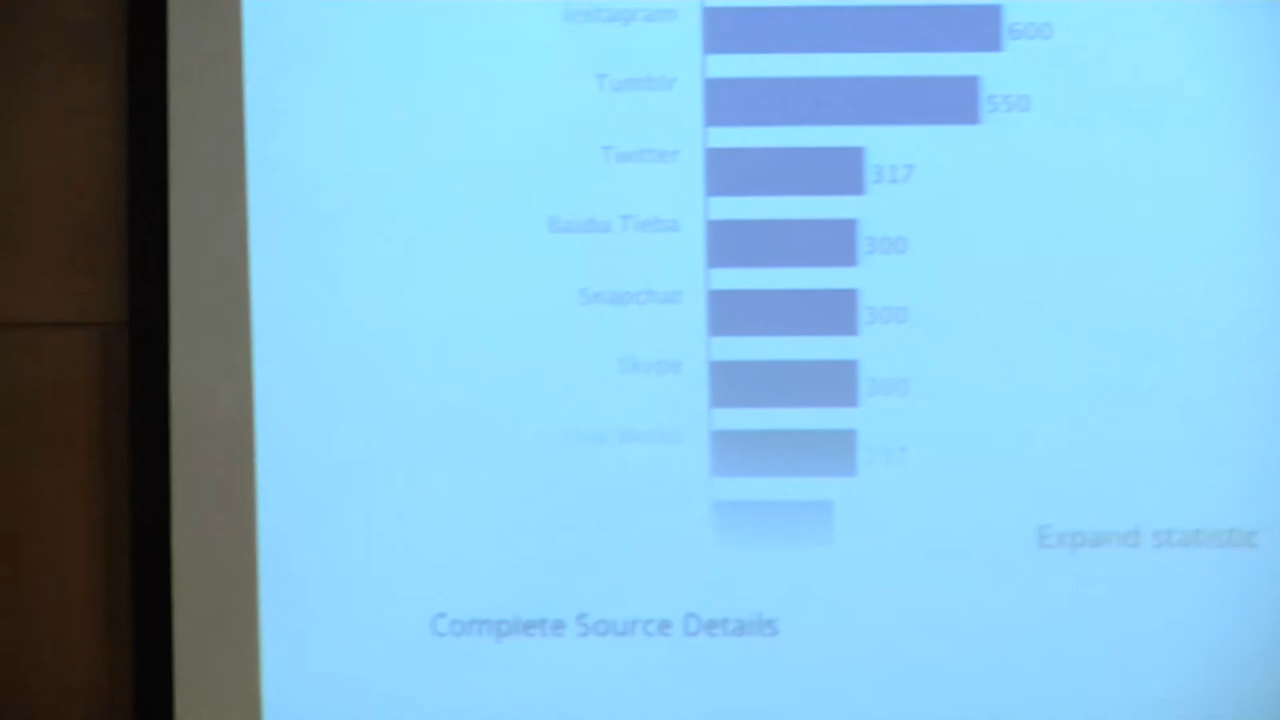 Instagram 600
Tumblr 550
Twitter 317
Baidu Tieba 300
Snapchat 300
Skype 300
Expand statistic
Complete Source Details